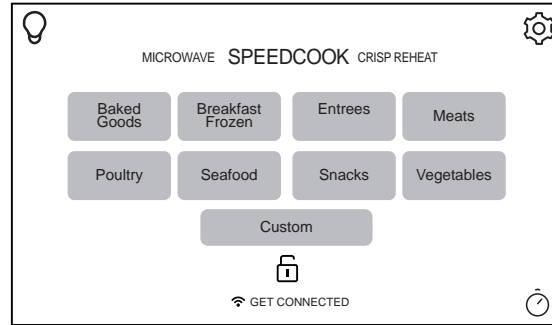 MICROWAVE SPEEDCOOK CRISP REHEAT
Baked
Goods
Breakfast
Frozen
Entrees
Meats
Poultry
Seafood
Snacks
Vegetables
Custom
GET CONNECTED